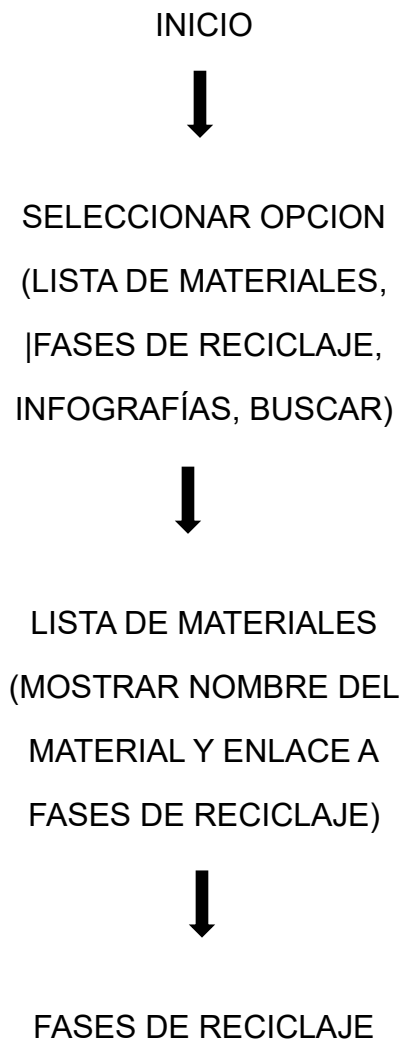 INICIO
SELECCIONAR OPCION
(LISTA DE MATERIALES,
|FASES DE RECICLAJE,
INFOGRAFÍAS, BUSCAR)
LISTA DE MATERIALES
(MOSTRAR NOMBRE DEL
MATERIAL Y ENLACE A
FASES DE RECICLAJE)
FASES DE RECICLAJE